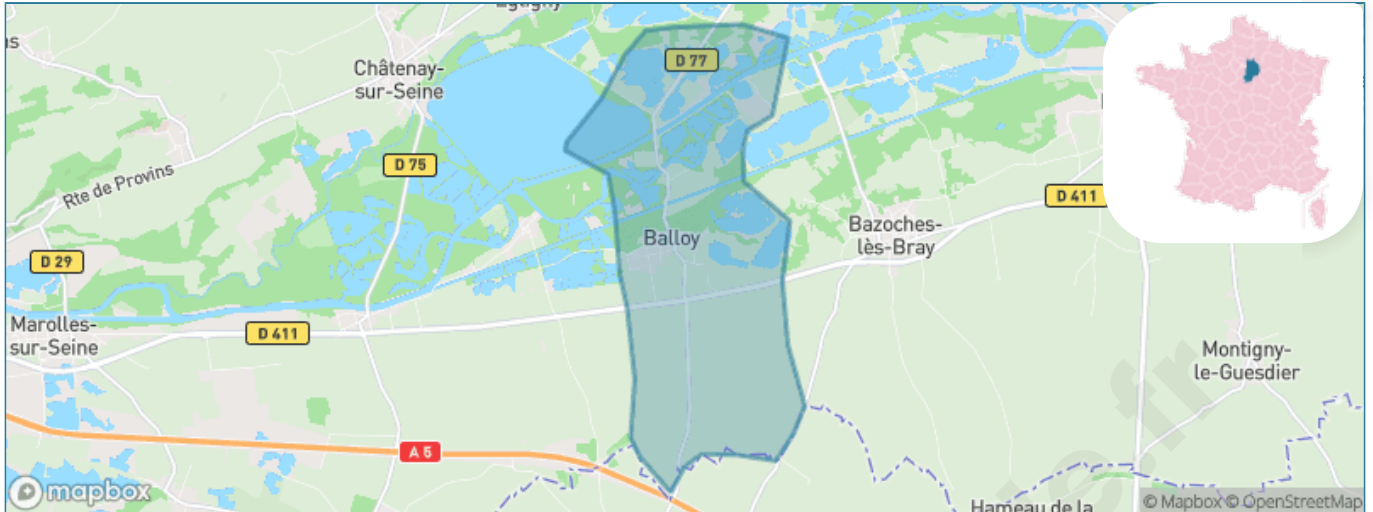 Egligny
D 77
Châtenay-
sur-Seine
D 75
Rte de Provins
D 411
D 29
Balloy
Bazoches-
lès-Bray
Marolles-
sur-Seine
D 411
Montigny-
le-Guesdier
A 5
mapbox
Hameau de la
© Mapbox © OpenStreetMap